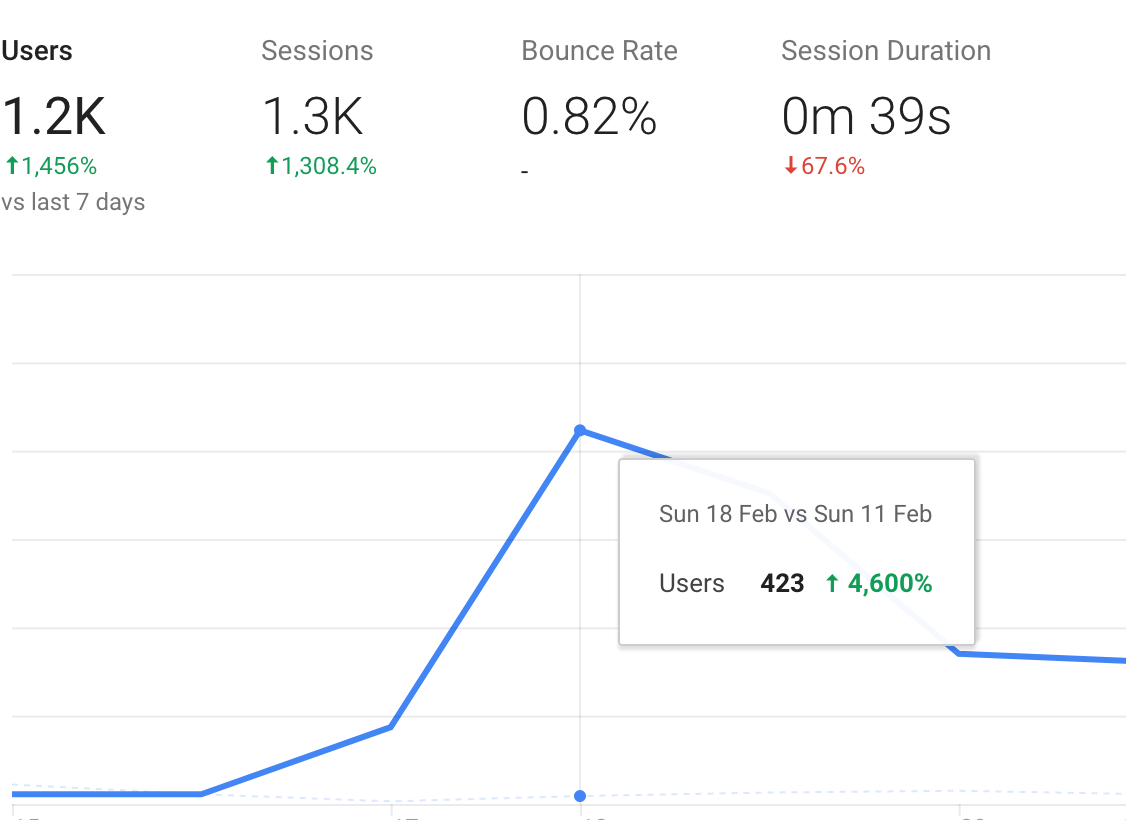 Users Sessions Bounce Rate Session Duration
1.2K 1.3K 0.82% 0m 39s
↑1,456% ↑1,308.4% - ↓67.6%
vs last 7 days
Sun 18 Feb vs Sun 11 Feb
Users 423 ↑ 4,600%